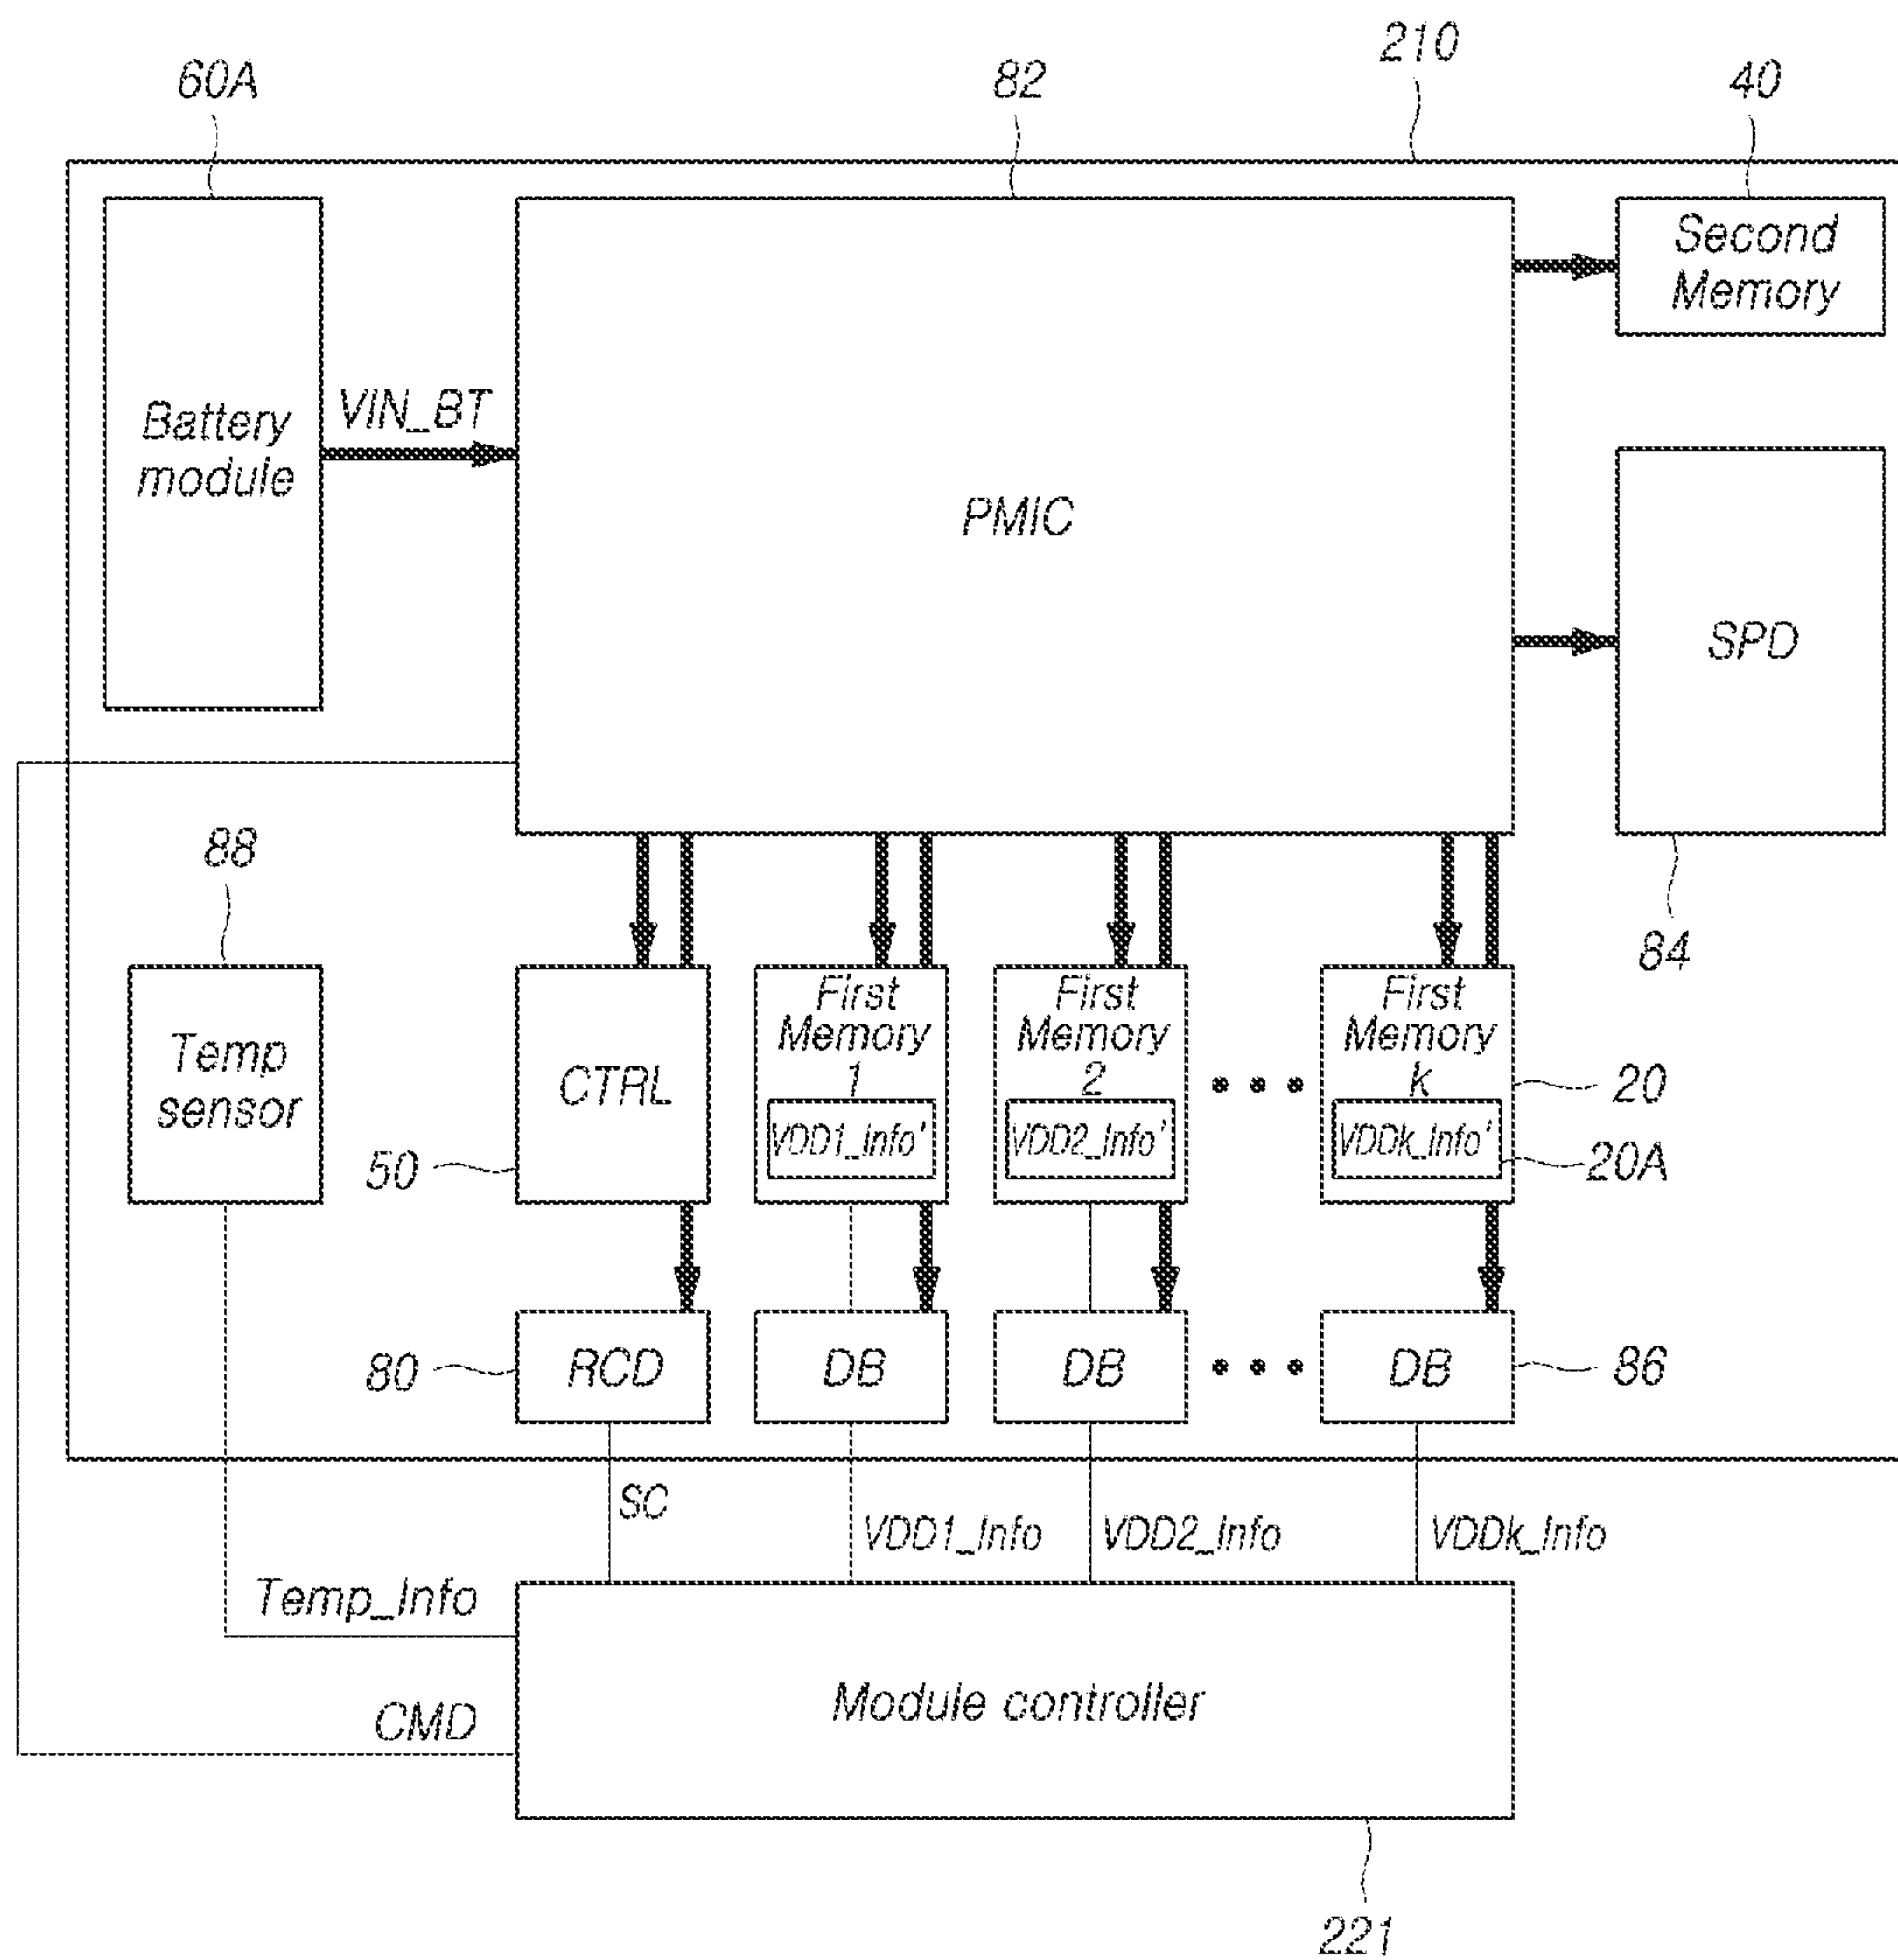 210
60A
82
40
Second
Memory
Battery
module
VIN_BT
PMIC
SPD
88
84
Temp
sensor
CTRL
First
Memory
1
VDD1_Info'
First
Memory
2
VDD2_Info'
First
Memory
k
VDDk_Info'
20
20A
50
80
RCD
DB
DB
DB
86
SC
VDD1_Info
VDD2_Info
VDDk_Info
Temp_Info
CMD
Module controller
221